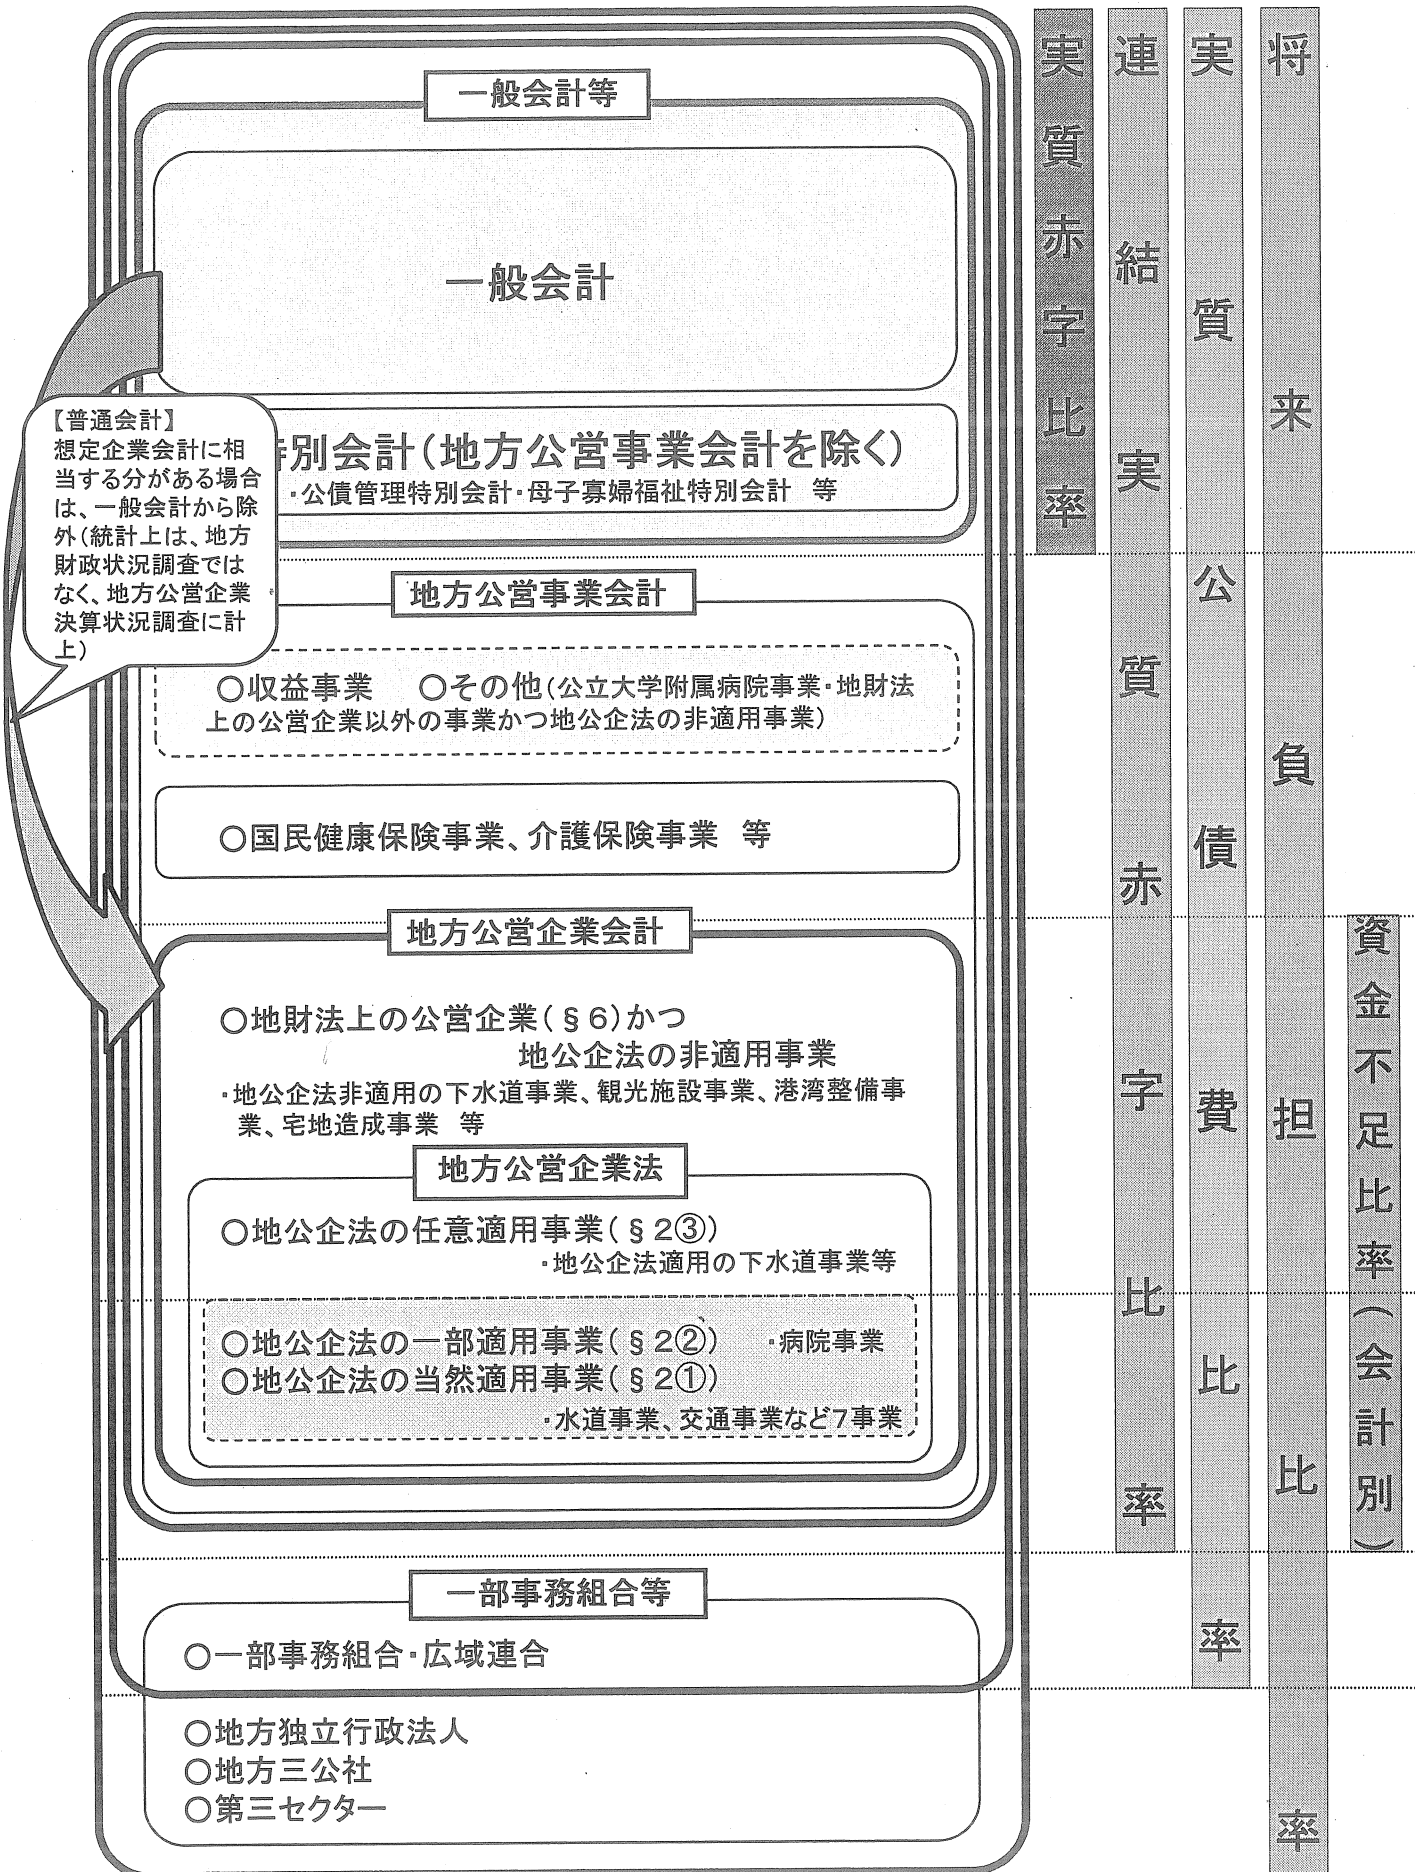 一般会計等
一般会計
特別会計(地方公営事業会計を除く)
・公債管理特別会計・母子寡婦福祉特別会計 等
【普通会計】
想定企業会計に相
当する分がある場合
は、一般会計から除
外(統計上は、地方
財政状況調査では
なく、地方公営企業
決算状況調査に計
上)
地方公営事業会計
○収益事業 ○その他(公立大学附属病院事業・地財法
上の公営企業以外の事業かつ地公企法の非適用事業)
○国民健康保険事業、介護保険事業 等
地方公営企業会計
○地財法上の公営企業(§6)かつ
地公企法の非適用事業
・地公企法非適用の下水道事業、観光施設事業、港湾整備事
業、宅地造成事業 等
地方公営企業法
○地公企法の任意適用事業(§2③)
・地公企法適用の下水道事業等
○地公企法の一部適用事業(§2②) ・病院事業
○地公企法の当然適用事業(§2①)
・水道事業、交通事業など7事業
一部事務組合等
○一部事務組合・広域連合
○地方独立行政法人
○地方三公社
○第三セクター
実質赤字比率
連結実質赤字比率
実質公債費比率
将来負担比率
資金不足比率(会計別)